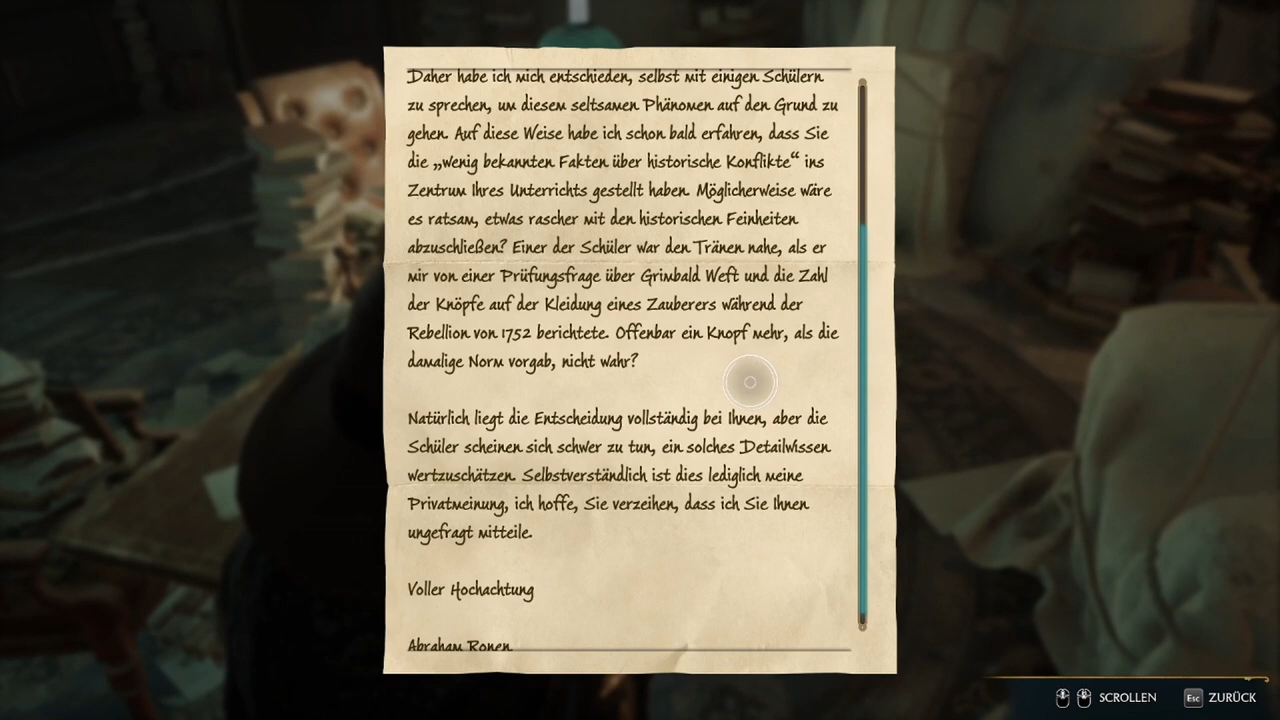 Daher habe ich mich entschieden, selbst mit einigen Schülern
zu sprechen, um diesem seltsamen Phänomen auf den Grund zu
gehen. Auf diese Weise habe ich schon bald erfahren, dass Sie
die „wenig bekannten Fakten über historische Konflikte“ ins
Zentrum Ihres Unterrichts gestellt haben. Möglicherweise wäre
es ratsam, etwas rascher mit den historischen Feinheiten
abzuschließen? Einer der Schüler war den Tränen nahe, als er
mir von einer Prüfungsfrage über Grimbald Weft und die Zahl
der Knöpfe auf der Kleidung eines Zauberers während der
Rebellion von 1752 berichtete. Offenbar ein Knopf mehr, als die
damalige Norm vorgab, nicht wahr?
Natürlich liegt die Entscheidung vollständig bei Ihnen, aber die
Schüler scheinen sich schwer zu tun, ein solches Detailwissen
wertzuschätzen. Selbstverständlich ist dies lediglich meine
Privatmeinung, ich hoffe, Sie verzeihen, dass ich Sie Ihnen
ungefragt mitteile.
Voller Hochachtung
Abraham Ronen
SCROLLEN
Esc ZURÜCK